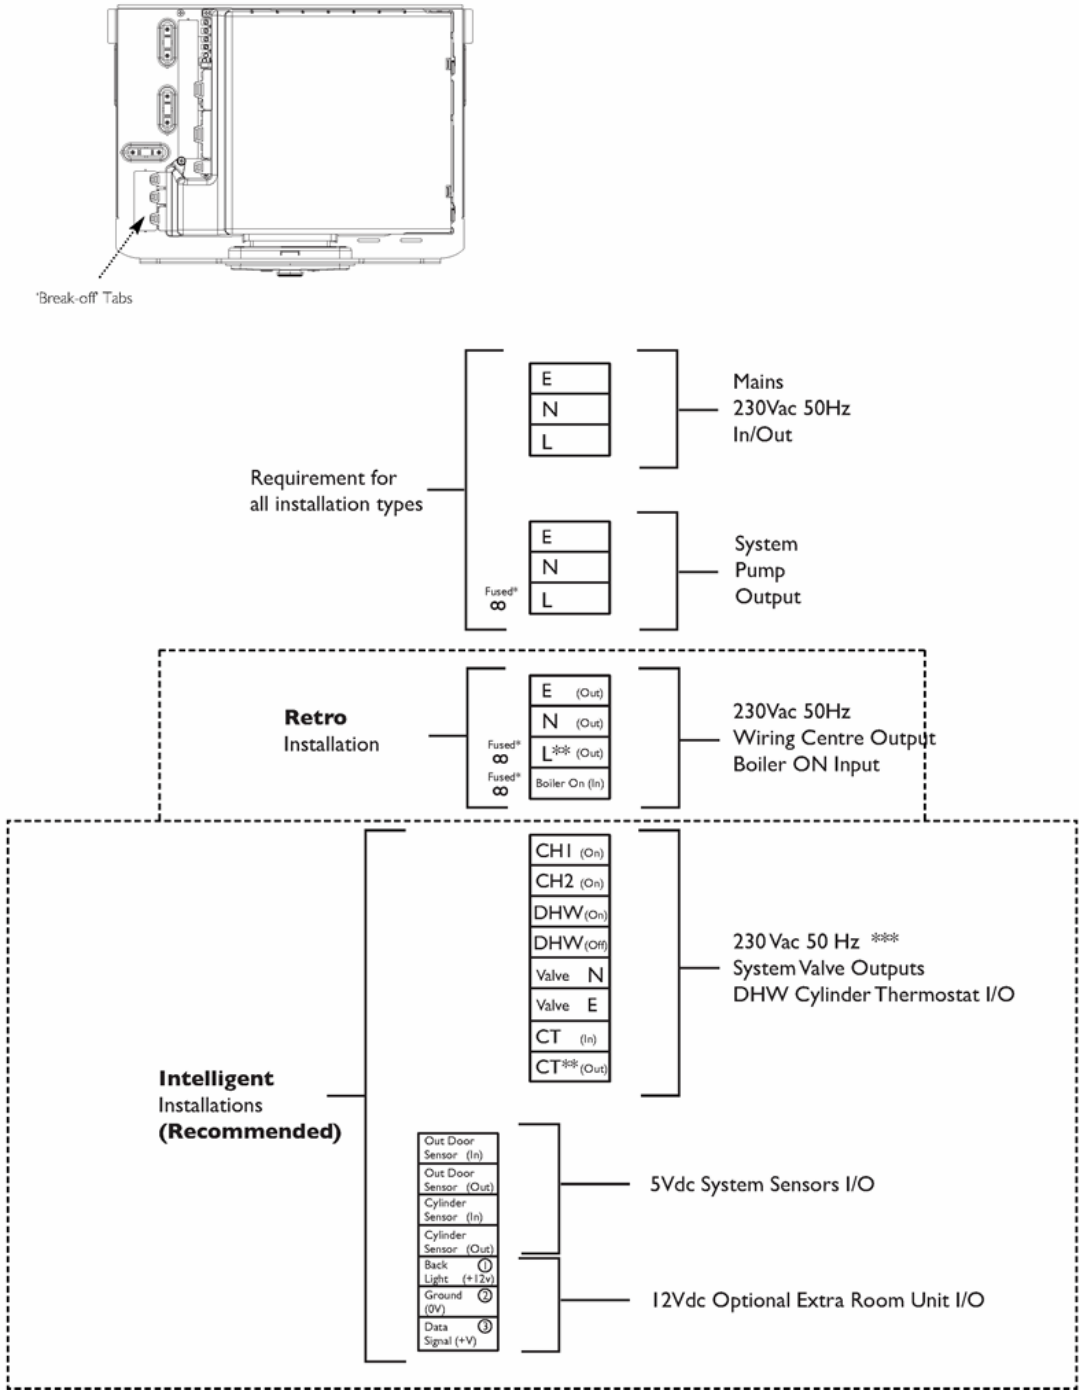 'Break-off' Tabs
E
N
L
Mains
230Vac 50Hz
In/Out
Requirement for
all installation types
E
N
Fused*
L
System
Pump
Output
Retro
Installation
E (Out)
N (Out)
Fused*
L** (Out)
Fused*
Boiler On (In)
230Vac 50Hz
Wiring Centre Output
Boiler ON Input
CH1 (On)
CH2 (On)
DHW (On)
DHW (Off)
Valve N
Valve E
CT (In)
CT** (Out)
230 Vac 50 Hz ***
System Valve Outputs
DHW Cylinder Thermostat I/O
Intelligent
Installations
(Recommended)
Out Door
Sensor (In)
Out Door
Sensor (Out)
Cylinder
Sensor (In)
Cylinder
Sensor (Out)
Back ①
Light (+12v)
Ground ②
(0V)
Data ③
Signal (+V)
5Vdc System Sensors I/O
12Vdc Optional Extra Room Unit I/O